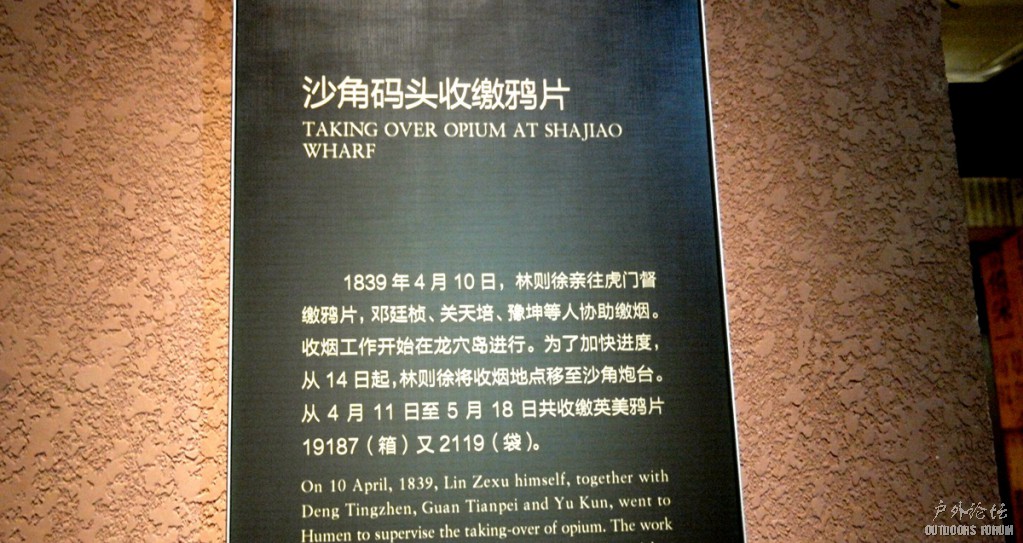 沙角码头收缴鸦片
TAKING OVER OPIUM AT SHAJIAO
WHARF
1839 年 4 月 10 日，林则徐亲往虎门督
缴鸦片，邓廷桢、关天培、豫坤等人协助缴烟。
收烟工作开始在龙穴岛进行。为了加快进度，
从 14 日起，林则徐将收烟地点移至沙角炮台。
从 4 月 11 日至 5 月 18 日共收缴英美鸦片
19187（箱）又2119（袋）。
On 10 April, 1839, Lin Zexu himself, together with
Deng Tingzhen, Guan Tianpei and Yu Kun, went to
Humen to supervise the taking-over of opium. The work
户外论坛
OUTDOORS FORUM